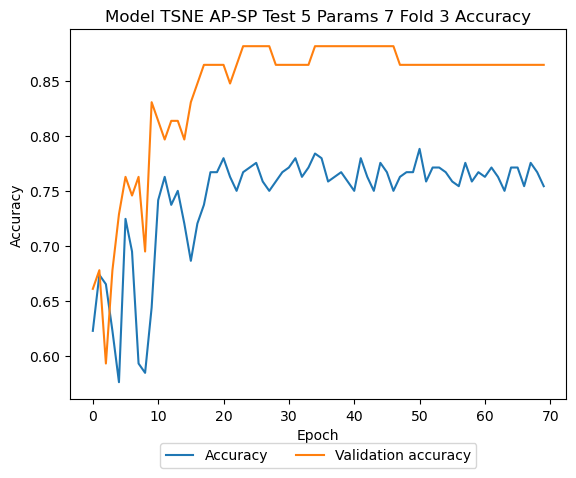 Model TSNE AP-SP Test 5 Params 7 Fold 3 Accuracy
0.85
0.80
0.75
0.70
0.65
0.60
Accuracy
0 10 20 30 40 50 60 70
Epoch
Accuracy Validation accuracy